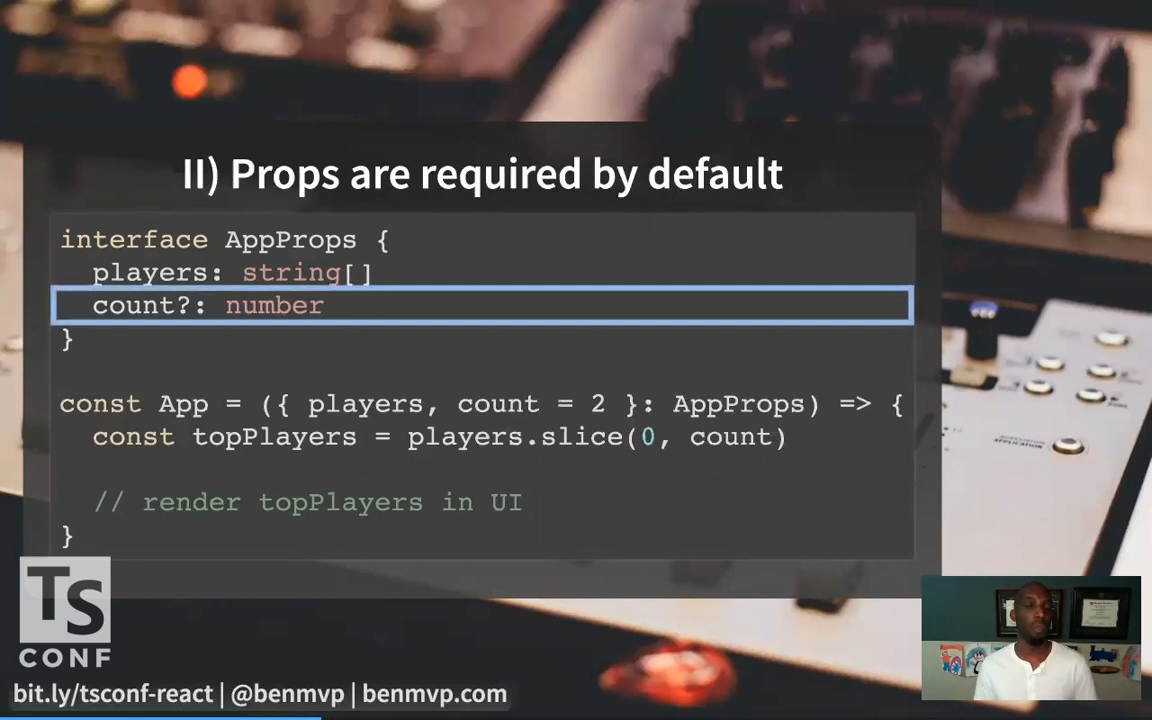 II) Props are required by default
interface AppProps {
  players: string[]
  count?: number
}
const App = ({ players, count = 2 }: AppProps) => {
  const topPlayers = players.slice(0, count)
  // render topPlayers in UI
}
TS
CONF
bit.ly/tsconf-react | @benmvp | benmvp.com